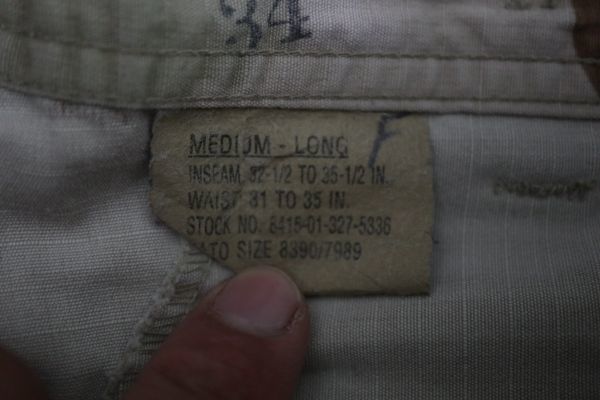 34
MEDIUM - LONG F
INSEAM. 32-1/2 TO 35-1/2 IN.
WAIST. 31 TO 35 IN.
STOCK NO. 8415-01-327-5336
NATO SIZE 8390/7989